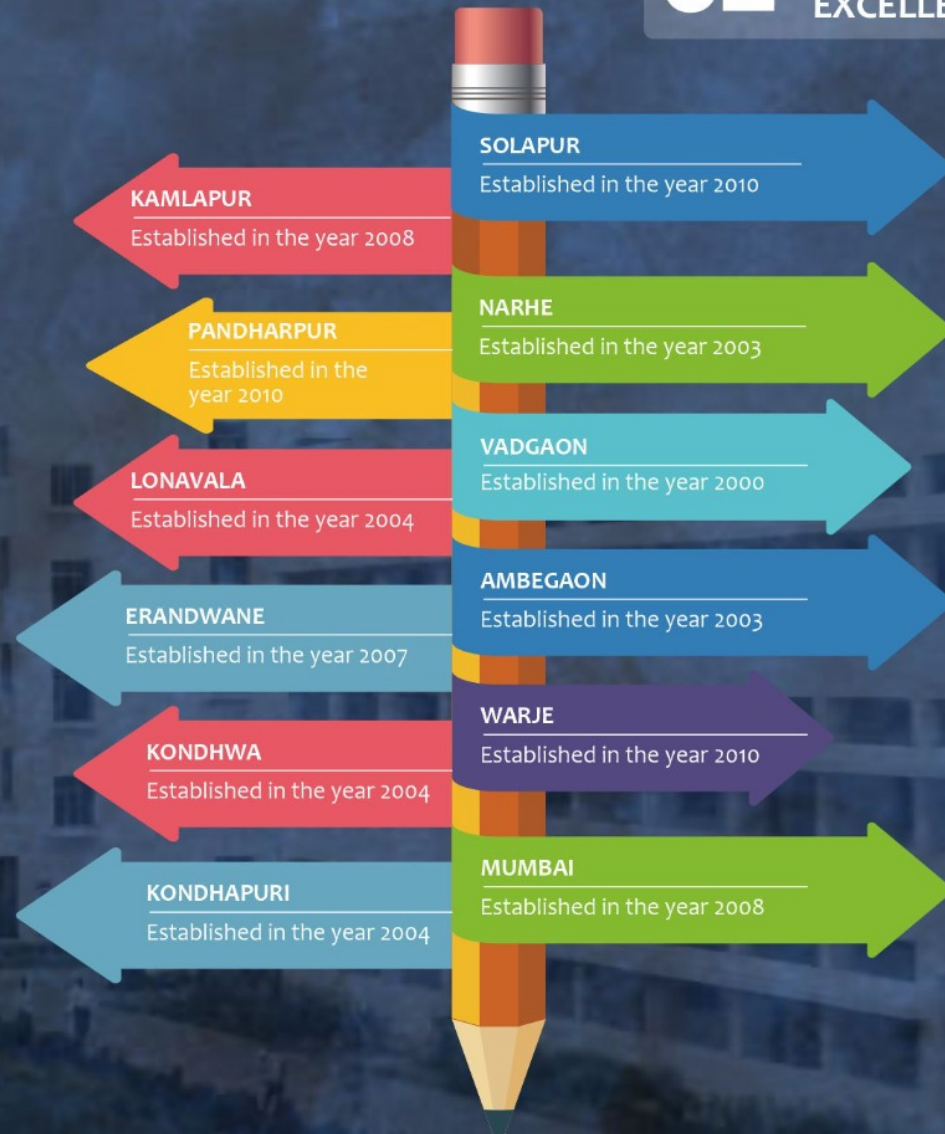 SOLAPUR
Established in the year 2010
KAMLAPUR
Established in the year 2008
NARHE
Established in the year 2003
PANDHARPUR
Established in the
year 2010
VADGAON
Established in the year 2000
LONAVALA
Established in the year 2004
AMBEGAON
Established in the year 2003
ERANDWANE
Established in the year 2007
WARJE
Established in the year 2010
KONDHWA
Established in the year 2004
MUMBAI
Established in the year 2008
KONDHAPURI
Established in the year 2004